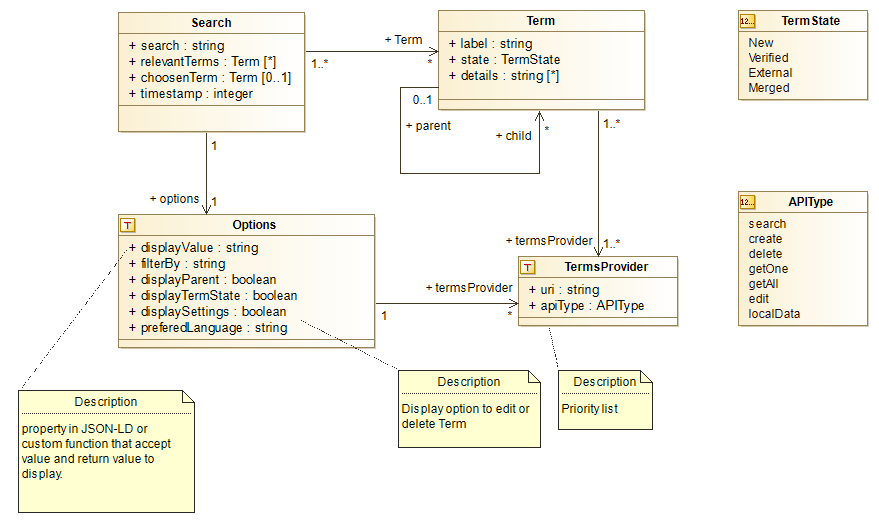 Search
+ search : string
+ relevantTerms : Term [*]
+ choosenTerm : Term [0..1]
+ timestamp : integer
+ Term
1..*
*
Term
+ label : string
+ state : TermState
+ details : string [*]
0..1
+ parent
+ child
*
12...
TermState
New
Verified
External
Merged
1
+ options
1
1..*
+ termsProvider
1..*
12...
APIType
search
create
delete
getOne
getAll
edit
localData
T
Options
+ displayValue : string
+ filterBy : string
+ displayParent : boolean
+ displayTermState : boolean
+ displaySettings : boolean
+ preferedLanguage : string
+ termsProvider
1
*
T
TermsProvider
+ uri : string
+ apiType : APIType
Description
property in JSON-LD or
custom function that accept
value and return value to
display.
Description
Display option to edit or
delete Term
Description
Priority list